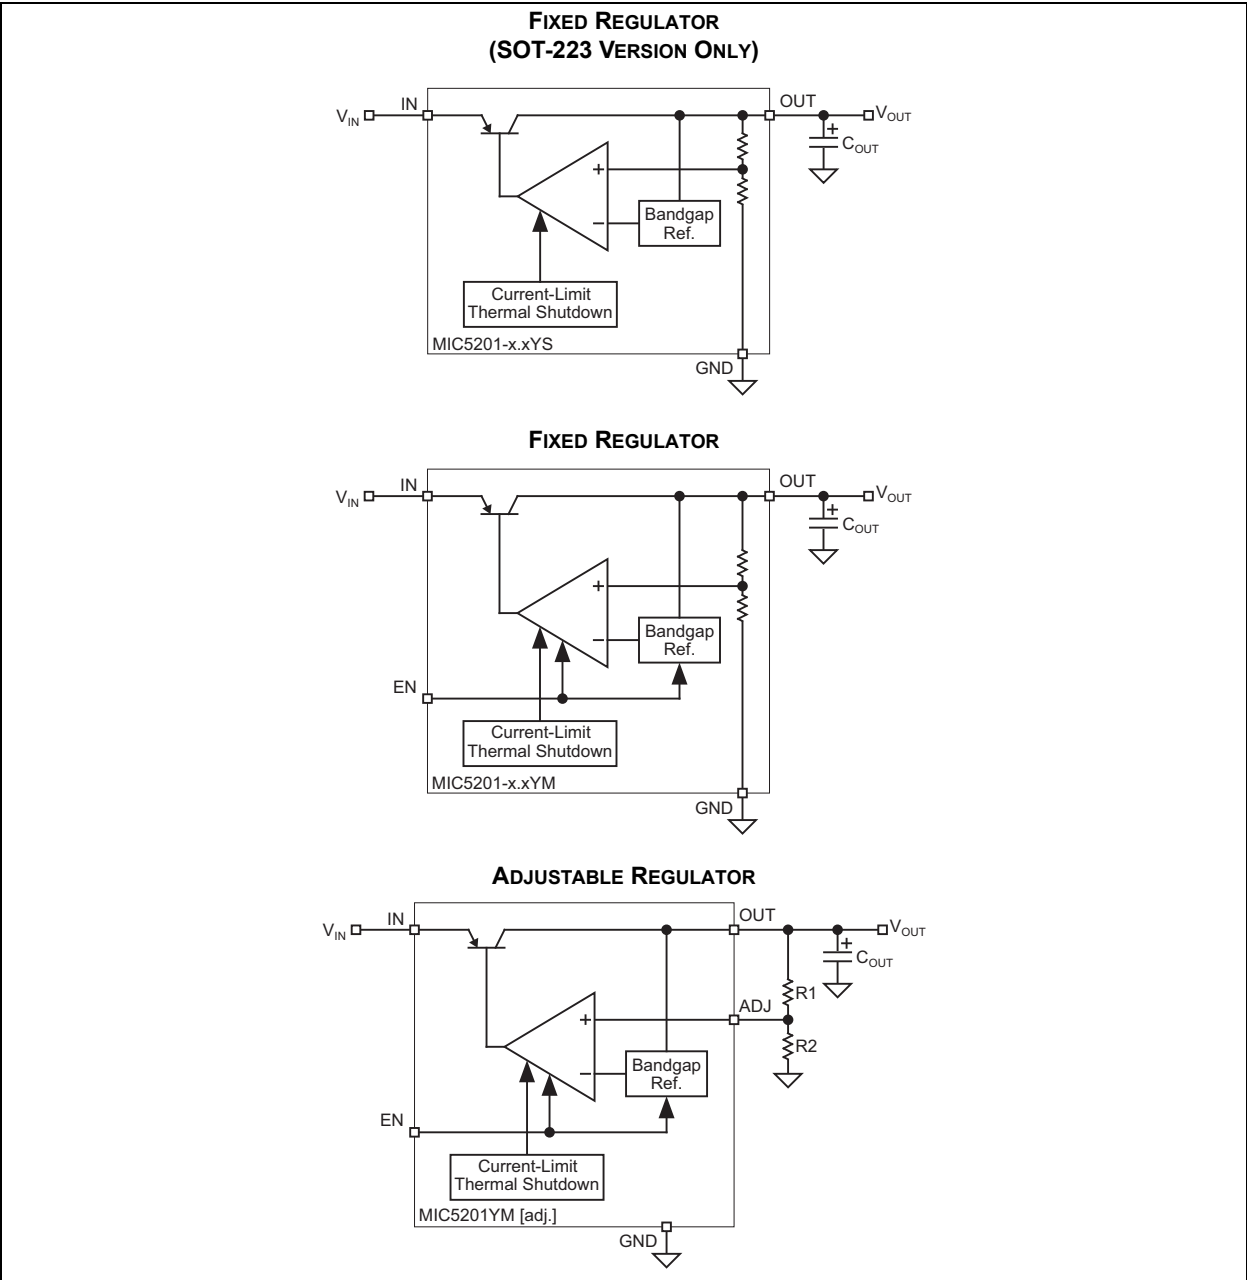 FIXED REGULATOR
(SOT-223 VERSION ONLY)
VIN
IN
OUT
VOUT
+
COUT
+
−
Bandgap
Ref.
Current-Limit
Thermal Shutdown
MIC5201-x.xYS
GND
FIXED REGULATOR
VIN
IN
OUT
VOUT
+
COUT
+
−
Bandgap
Ref.
EN
Current-Limit
Thermal Shutdown
MIC5201-x.xYM
GND
ADJUSTABLE REGULATOR
VIN
IN
OUT
VOUT
+
COUT
R1
ADJ
+
R2
−
Bandgap
Ref.
EN
Current-Limit
Thermal Shutdown
MIC5201YM [adj.]
GND